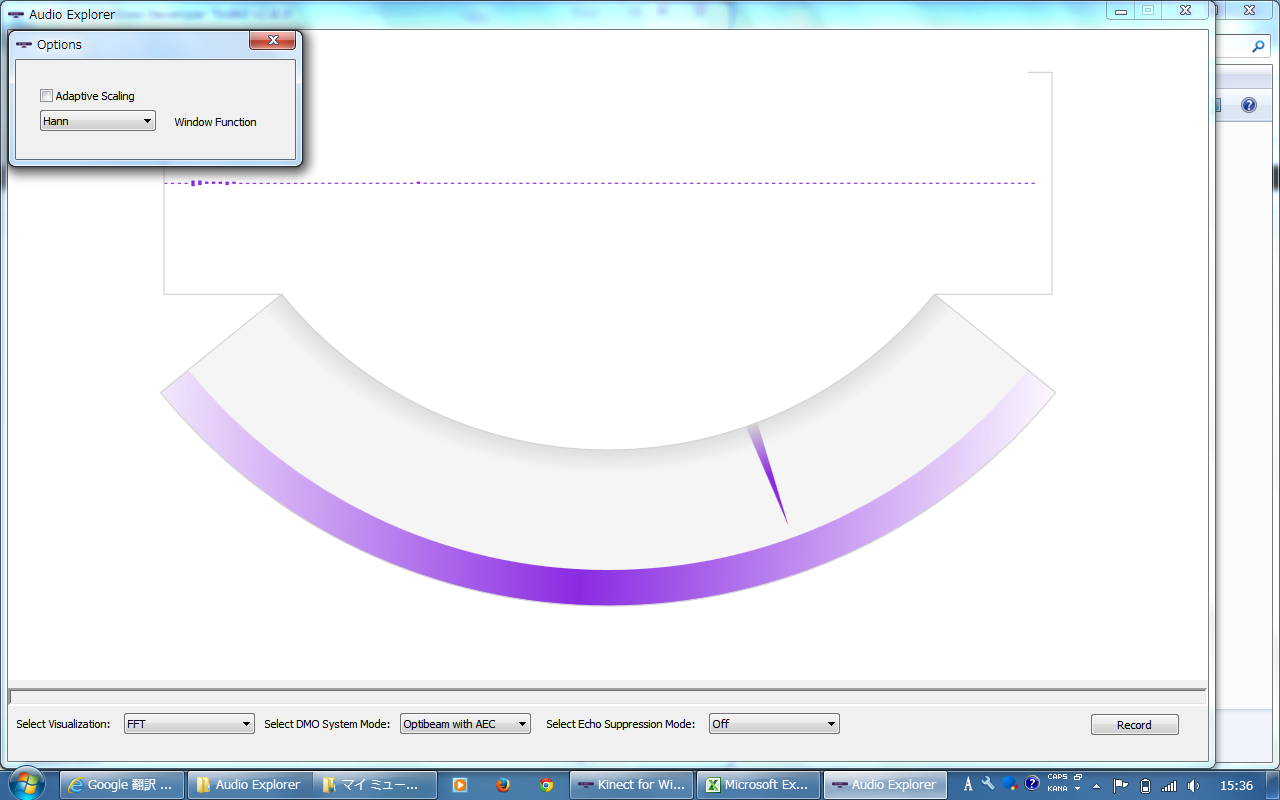 Audio Explorer
Options
Adaptive Scaling
Hann
Window Function
Select Visualization:
FFT
Select DMO System Mode:
Optibeam with AEC
Select Echo Suppression Mode:
Off
Record
Google 翻訳 ...
Audio Explorer
マイ ミュー...
Kinect for Wi...
Microsoft Ex...
Audio Explorer
A
CAPS
KANA
15:36